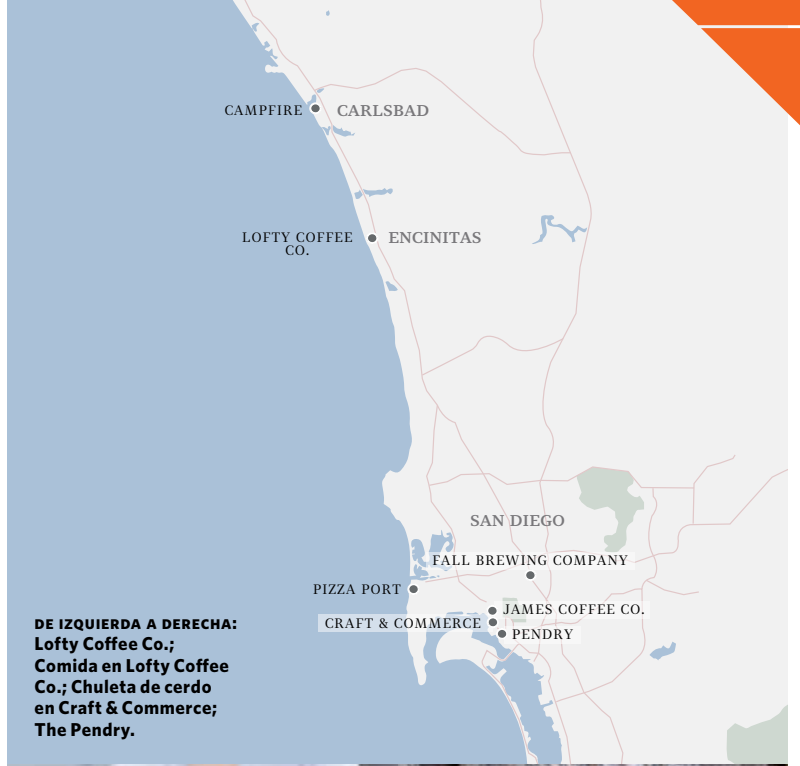 CAMPFIRE
CARLSBAD
LOFTY COFFEE
CO.
ENCINITAS
SAN DIEGO
FALL BREWING COMPANY
PIZZA PORT
JAMES COFFEE CO.
CRAFT & COMMERCE
PENDRY
DE IZQUIERDA A DERECHA:
Lofty Coffee Co.;
Comida en Lofty Coffee
Co.; Chuleta de cerdo
en Craft & Commerce;
The Pendry.